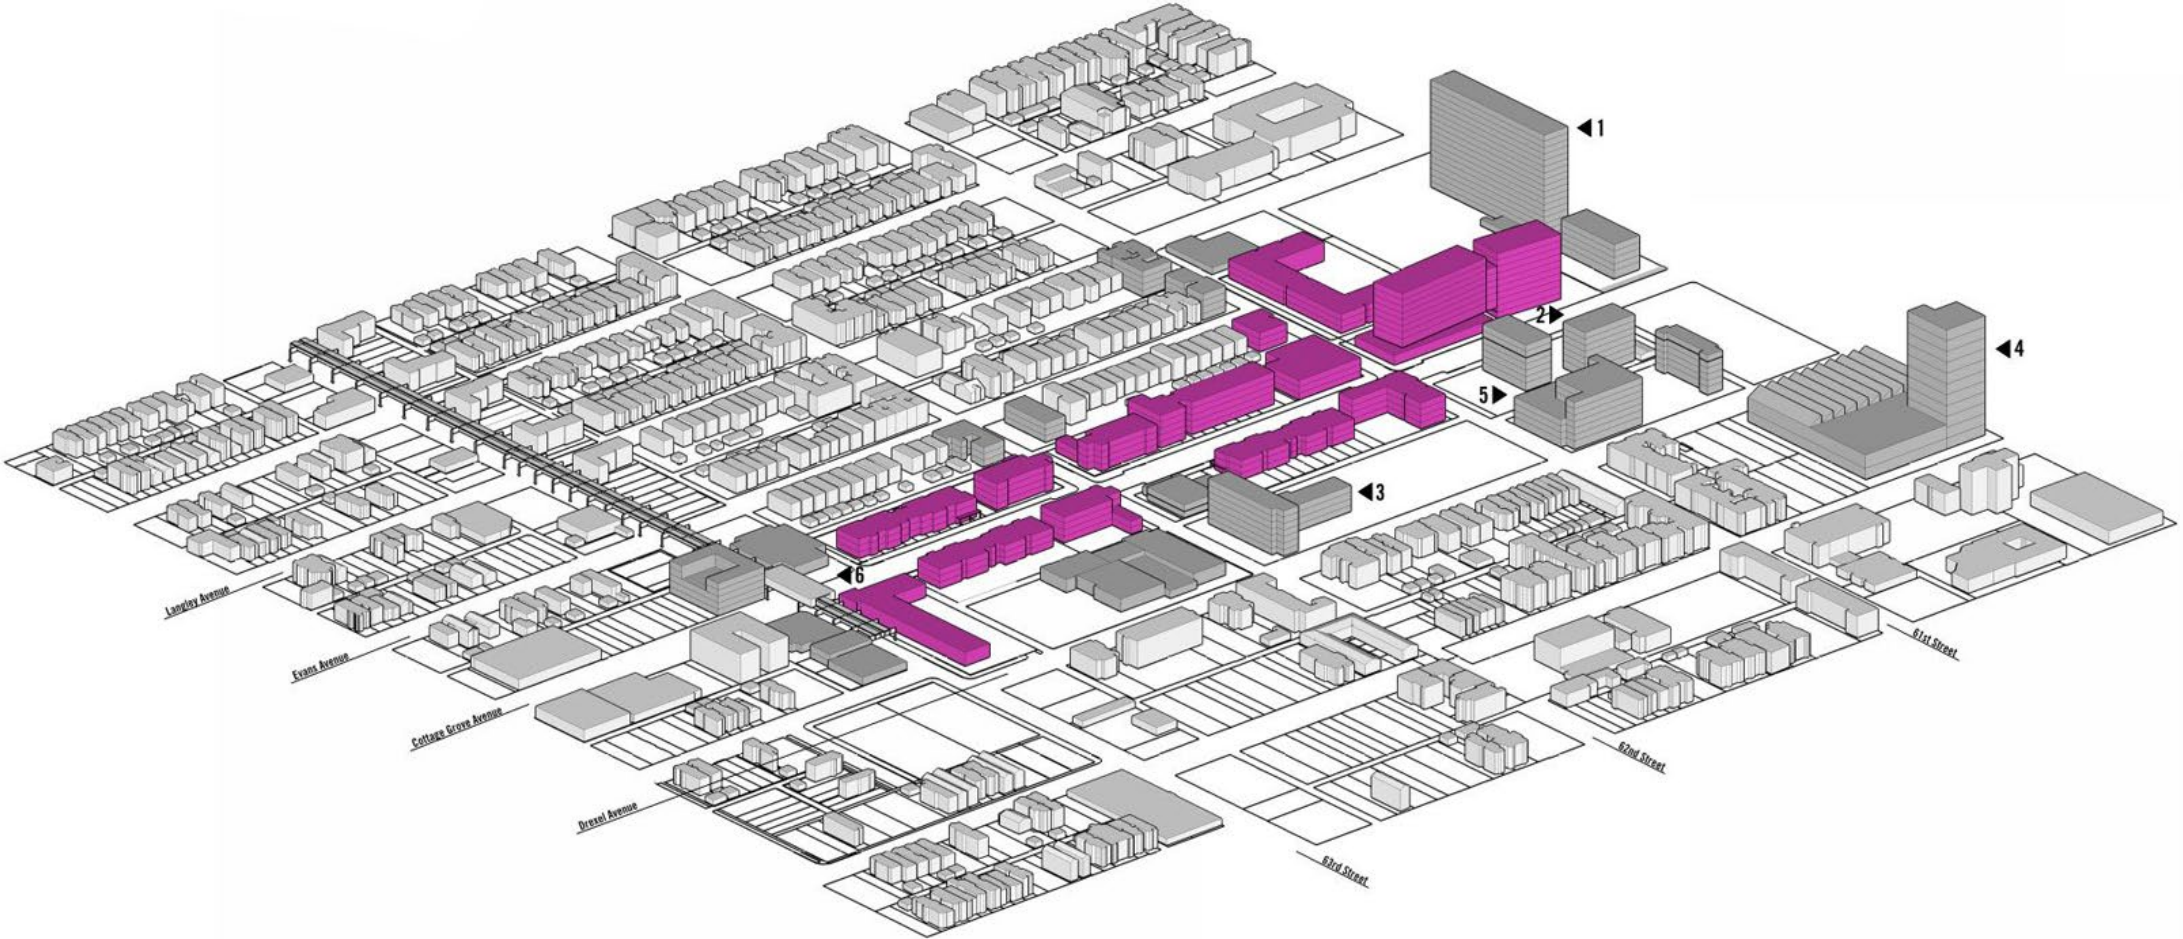 ◀1
2▶
◀4
5▶
◀3
◀6
Langley Avenue
Evans Avenue
Cottage Grove Avenue
Drexel Avenue
61st Street
62nd Street
63rd Street